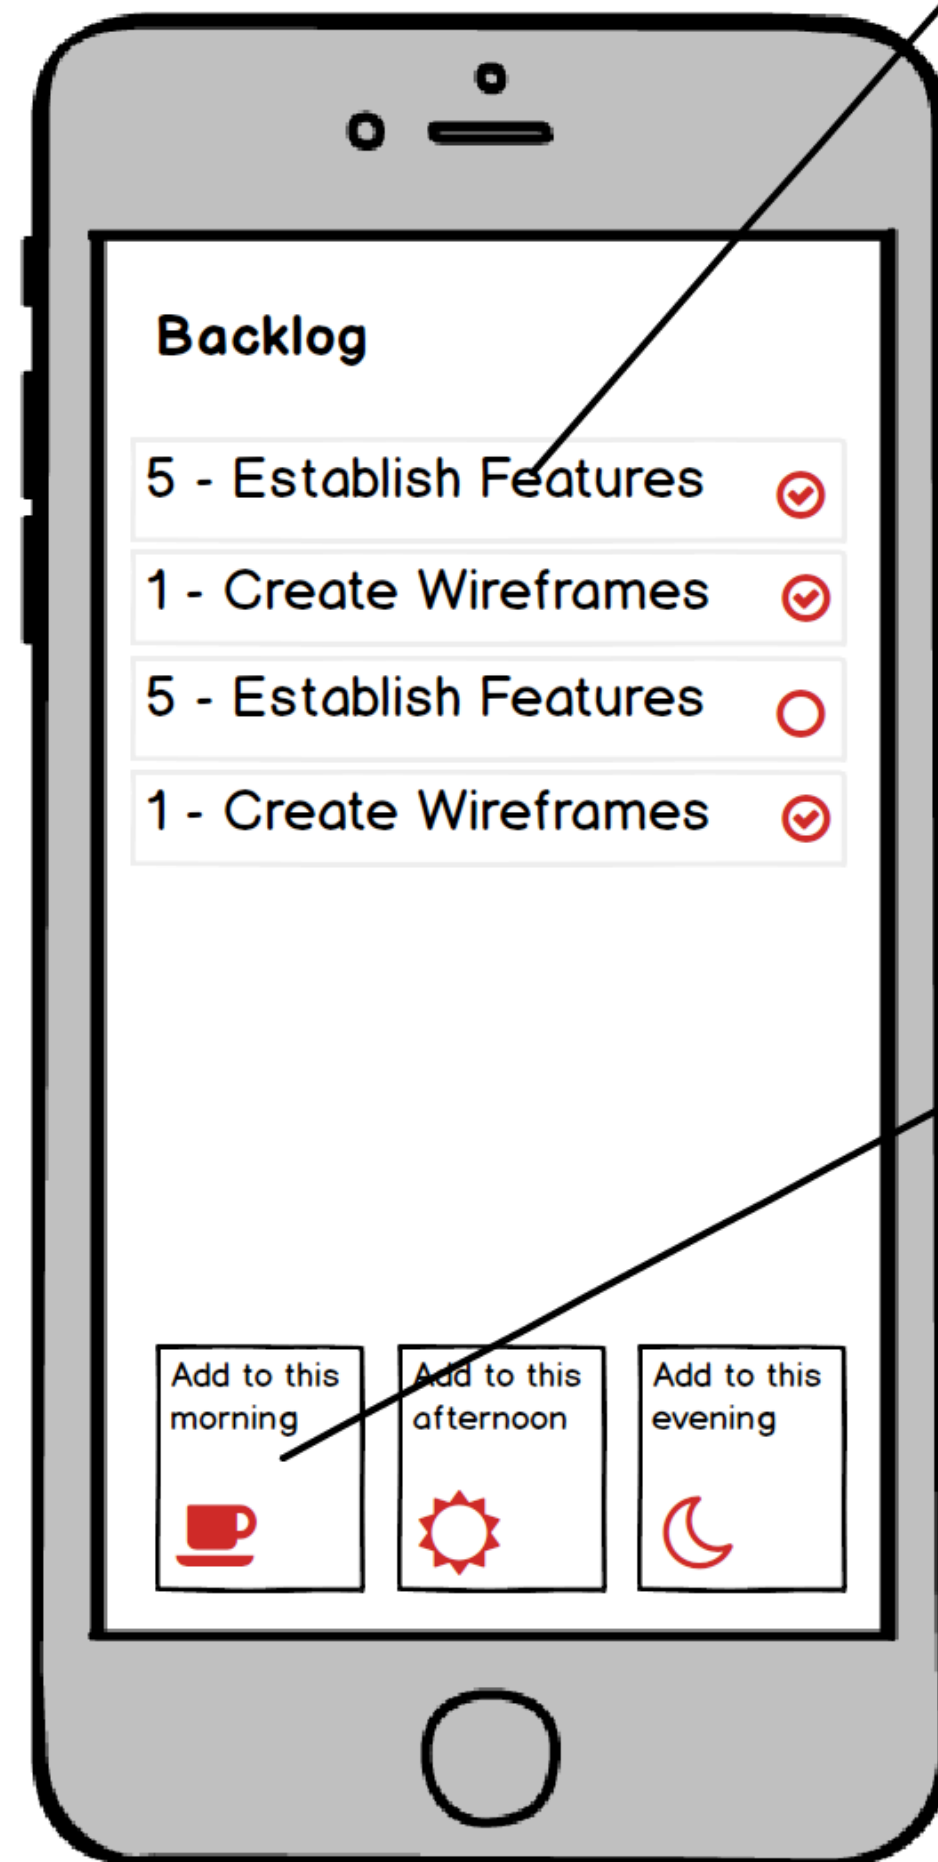 Backlog
5 - Establish Features
1 - Create Wireframes
5 - Establish Features
1 - Create Wireframes
Add to this
morning
Add to this
afternoon
Add to this
evening